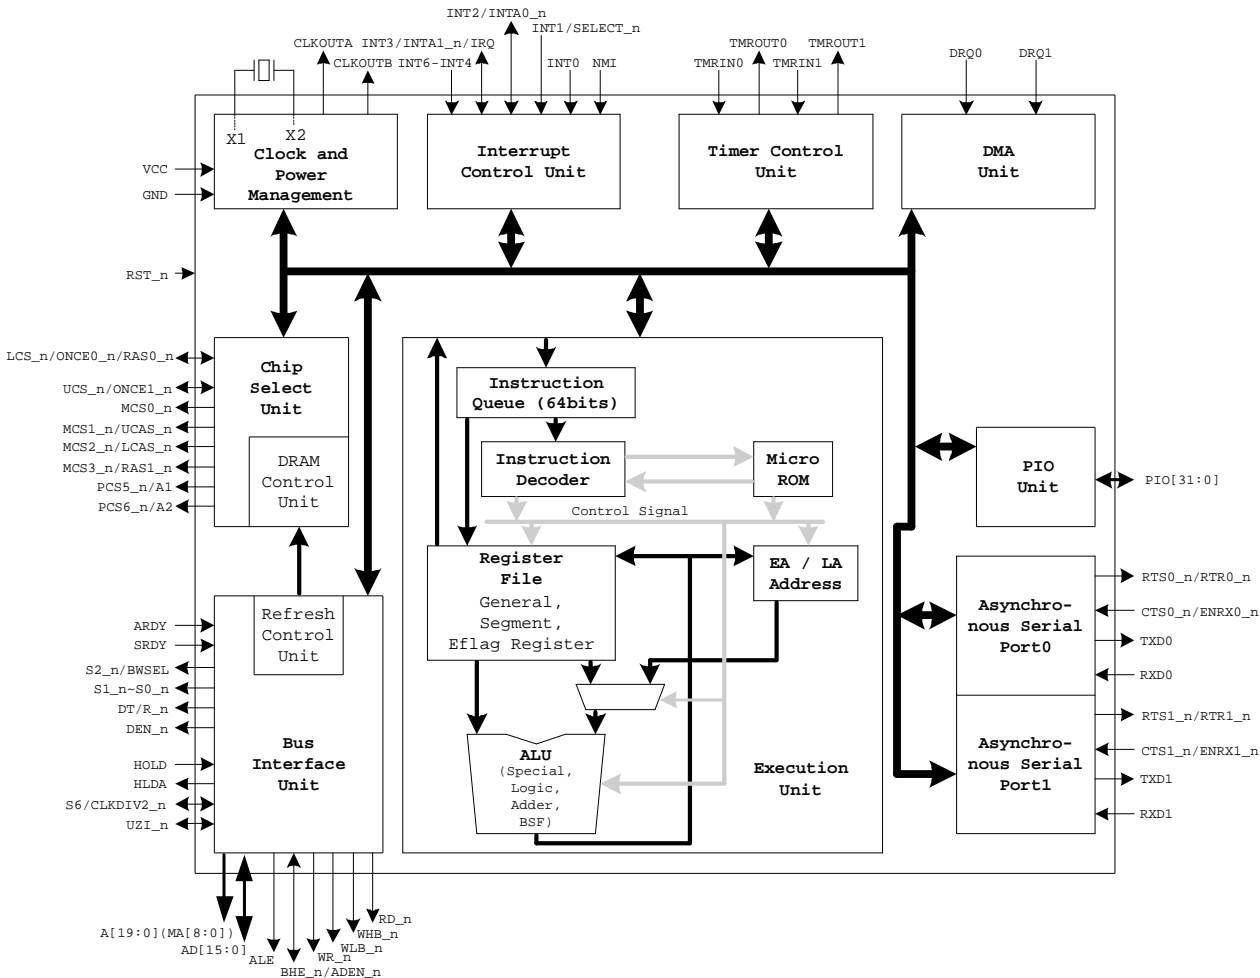 INT2/INTA0_n
INT1/SELECT_n
CLKOUTA
INT3/INTA1_n/IRQ
CLKOUTB
INT6-INT4
INT0
NMI
TMROUT0
TMROUT1
TMRIN0
TMRIN1
DRQ0
DRQ1
X1
X2
Clock and
Power
Management
Interrupt
Control Unit
Timer Control
Unit
DMA
Unit
VCC
GND
RST_n
LCS_n/ONCE0_n/RAS0_n
UCS_n/ONCE1_n
MCS0_n
MCS1_n/UCAS_n
MCS2_n/LCAS_n
MCS3_n/RAS1_n
PCS5_n/A1
PCS6_n/A2
Chip
Select
Unit
DRAM
Control
Unit
Instruction
Queue (64bits)
Instruction
Decoder
Micro
ROM
Control Signal
Register
File
General,
Segment,
Eflag Register
EA / LA
Address
ALU
(Special,
Logic,
Adder,
BSF)
Execution
Unit
PIO
Unit
PIO[31:0]
Asynchro-
nous Serial
Port0
RTS0_n/RTR0_n
CTS0_n/ENRX0_n
TXD0
RXD0
Asynchro-
nous Serial
Port1
RTS1_n/RTR1_n
CTS1_n/ENRX1_n
TXD1
RXD1
Refresh
Control
Unit
Bus
Interface
Unit
ARDY
SRDY
S2_n/BWSEL
S1_n~S0_n
DT/R_n
DEN_n
HOLD
HLDA
S6/CLKDIV2_n
UZI_n
A[19:0](MA[8:0])
AD[15:0]
ALE
BHE_n/ADEN_n
WR_n
WLB_n
WHB_n
RD_n